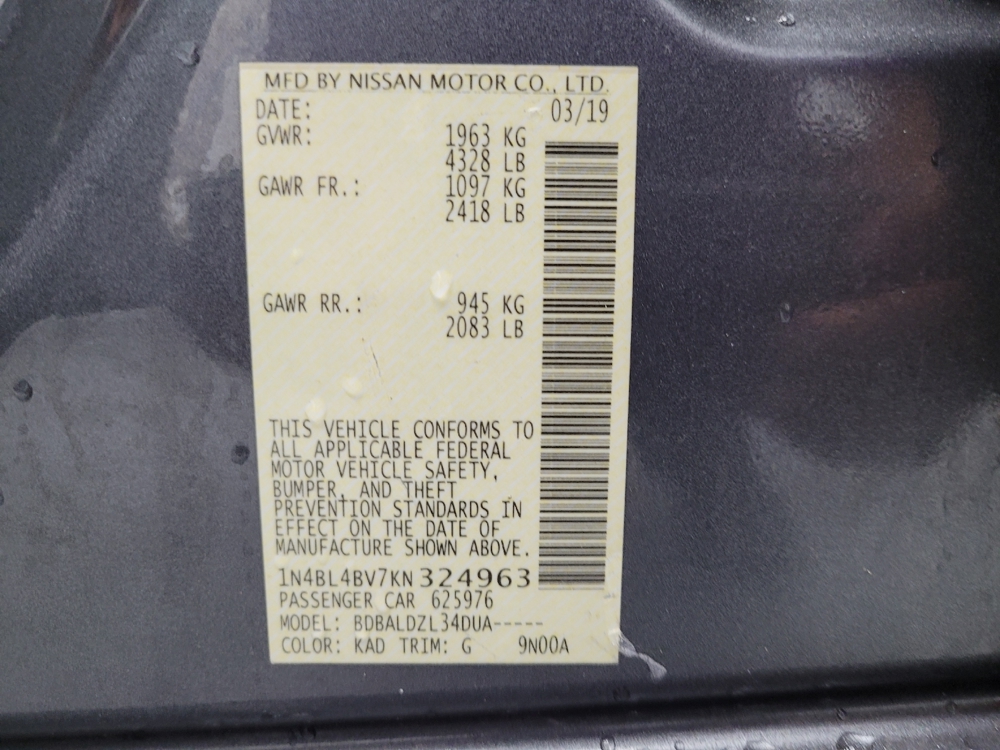 MFD BY NISSAN MOTOR CO., LTD.
DATE: 03/19
GVWR: 1963 KG
4328 LB
GAWR FR.: 1097 KG
2418 LB
GAWR RR.: 945 KG
2083 LB
THIS VEHICLE CONFORMS TO
ALL APPLICABLE FEDERAL
MOTOR VEHICLE SAFETY,
BUMPER, AND THEFT
PREVENTION STANDARDS IN
EFFECT ON THE DATE OF
MANUFACTURE SHOWN ABOVE.
1N4BL4BV7KN324963
PASSENGER CAR 625976
MODEL: BDBALDZL34DUA-----
COLOR: KAD TRIM: G 9N00A